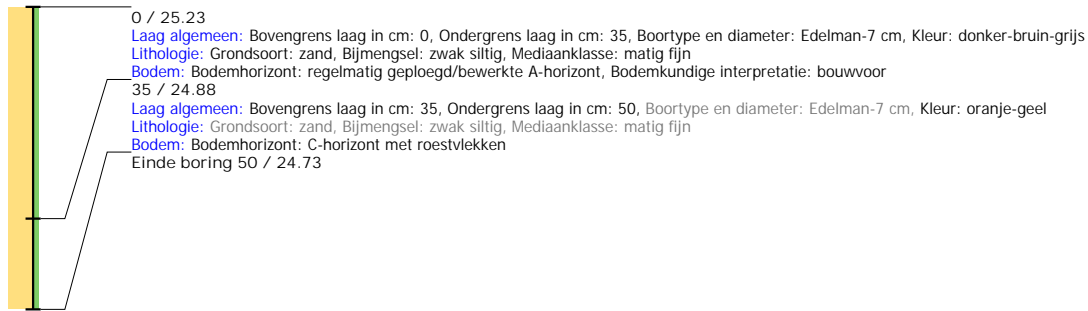 0 / 25.23
Laag algemeen: Bovengrens laag in cm: 0, Ondergrens laag in cm: 35, Boortype en diameter: Edelman-7 cm, Kleur: donker-bruin-grijs
Lithologie: Grondsoort: zand, Bijmengsel: zwak siltig, Mediaanklasse: matig fijn
Bodem: Bodemhorizont: regelmatig geploegd/bewerkte A-horizont, Bodemkundige interpretatie: bouwvoor
35 / 24.88
Laag algemeen: Bovengrens laag in cm: 35, Ondergrens laag in cm: 50, Boortype en diameter: Edelman-7 cm, Kleur: oranje-geel
Lithologie: Grondsoort: zand, Bijmengsel: zwak siltig, Mediaanklasse: matig fijn
Bodem: Bodemhorizont: C-horizont met roestvlekken
Einde boring 50 / 24.73